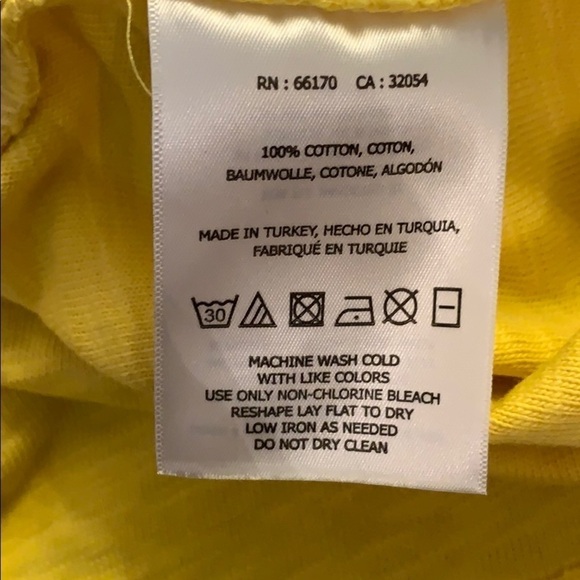 RN : 66170 CA : 32054
100% COTTON, COTON,
BAUMWOLLE, COTONE, ALGODÓN
MADE IN TURKEY, HECHO EN TURQUIA,
FABRIQUÉ EN TURQUIE
30
MACHINE WASH COLD
WITH LIKE COLORS
USE ONLY NON-CHLORINE BLEACH
RESHAPE LAY FLAT TO DRY
LOW IRON AS NEEDED
DO NOT DRY CLEAN